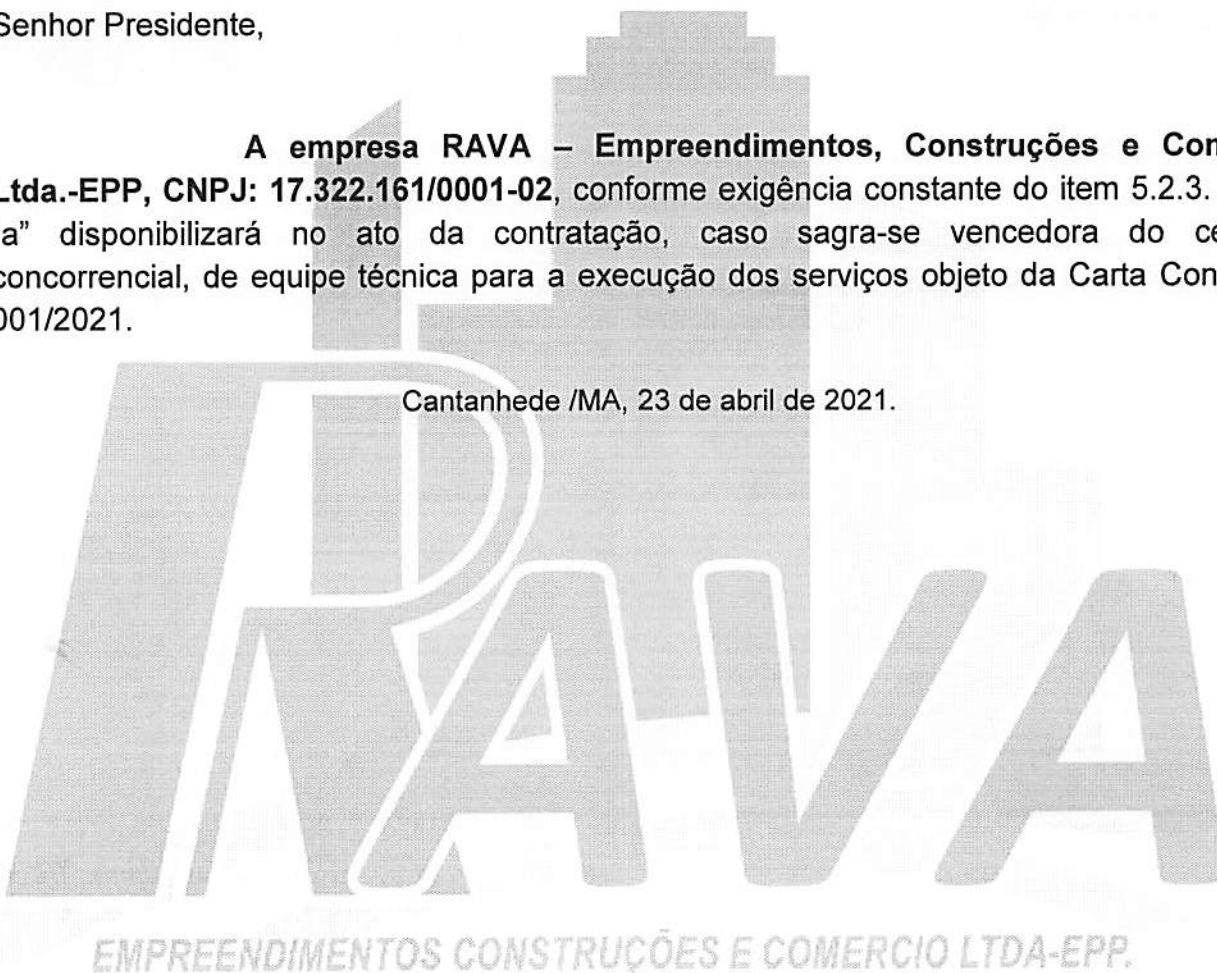 Senhor Presidente,
A empresa RAVA – Empreendimentos, Construções e Com
Ltda.-EPP, CNPJ: 17.322.161/0001-02, conforme exigência constante do item 5.2.3.
"a" disponibilizará no ato da contratação, caso sagra-se vencedora do ce
concorrencial, de equipe técnica para a execução dos serviços objeto da Carta Con
001/2021.
Cantanhede /MA, 23 de abril de 2021.
RAVA
EMPREENDIMENTOS CONSTRUÇÕES E COMERCIO LTDA-EPP.